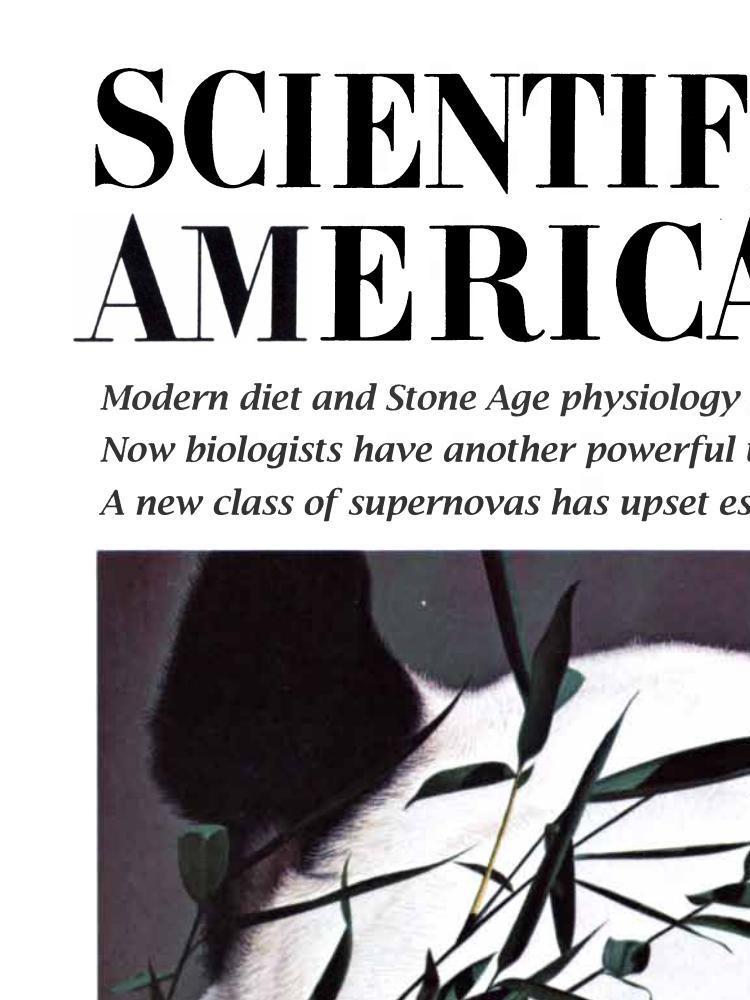 SCIENTIF
AMERICA
Modern diet and Stone Age physiology
Now biologists have another powerful
A new class of supernovas has upset es